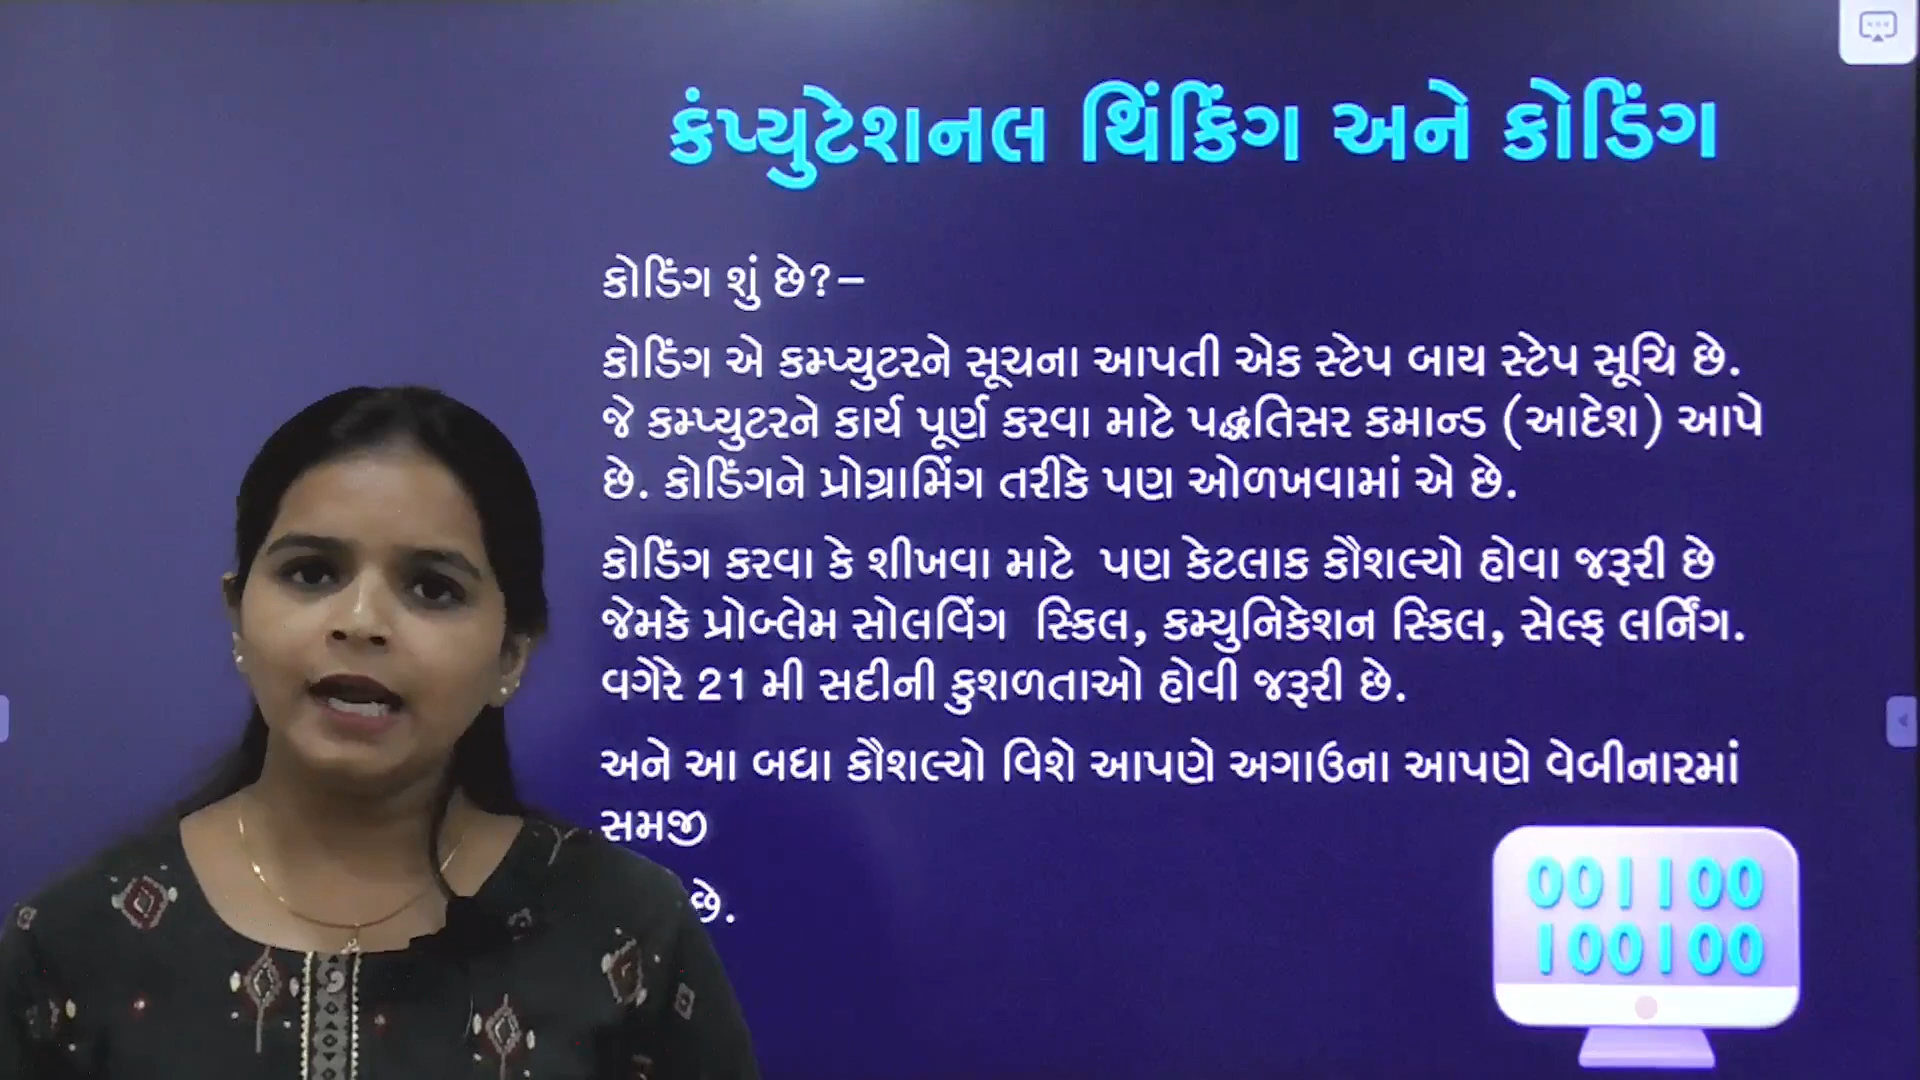 કંપ્યુટેશનલ થિંકિંગ અને કોડિંગ
કોડિંગ શું છે?–
કોડિંગ એ કમ્પ્યુટરને સૂચના આપતી એક સ્ટેપ બાય સ્ટેપ સૂચિ છે.
જે કમ્પ્યુટરને કાર્ય પૂર્ણ કરવા માટે પદ્ધતિસર કમાન્ડ (આદેશ) આપે
છે. કોડિંગને પ્રોગ્રામિંગ તરીકે પણ ઓળખવામાં એ છે.
કોડિંગ કરવા કે શીખવા માટે પણ કેટલાક કૌશલ્યો હોવા જરૂરી છે
જેમકે પ્રોબ્લેમ સોલવિંગ સ્કિલ, કમ્યુનિકેશન સ્કિલ, સેલ્ફ લર્નિંગ.
વગેરે 21 મી સદીની કુશળતાઓ હોવી જરૂરી છે.
અને આ બધા કૌશલ્યો વિશે આપણે અગાઉના આપણે વેબીનારમાં
સમજી
છે.
001100
100100